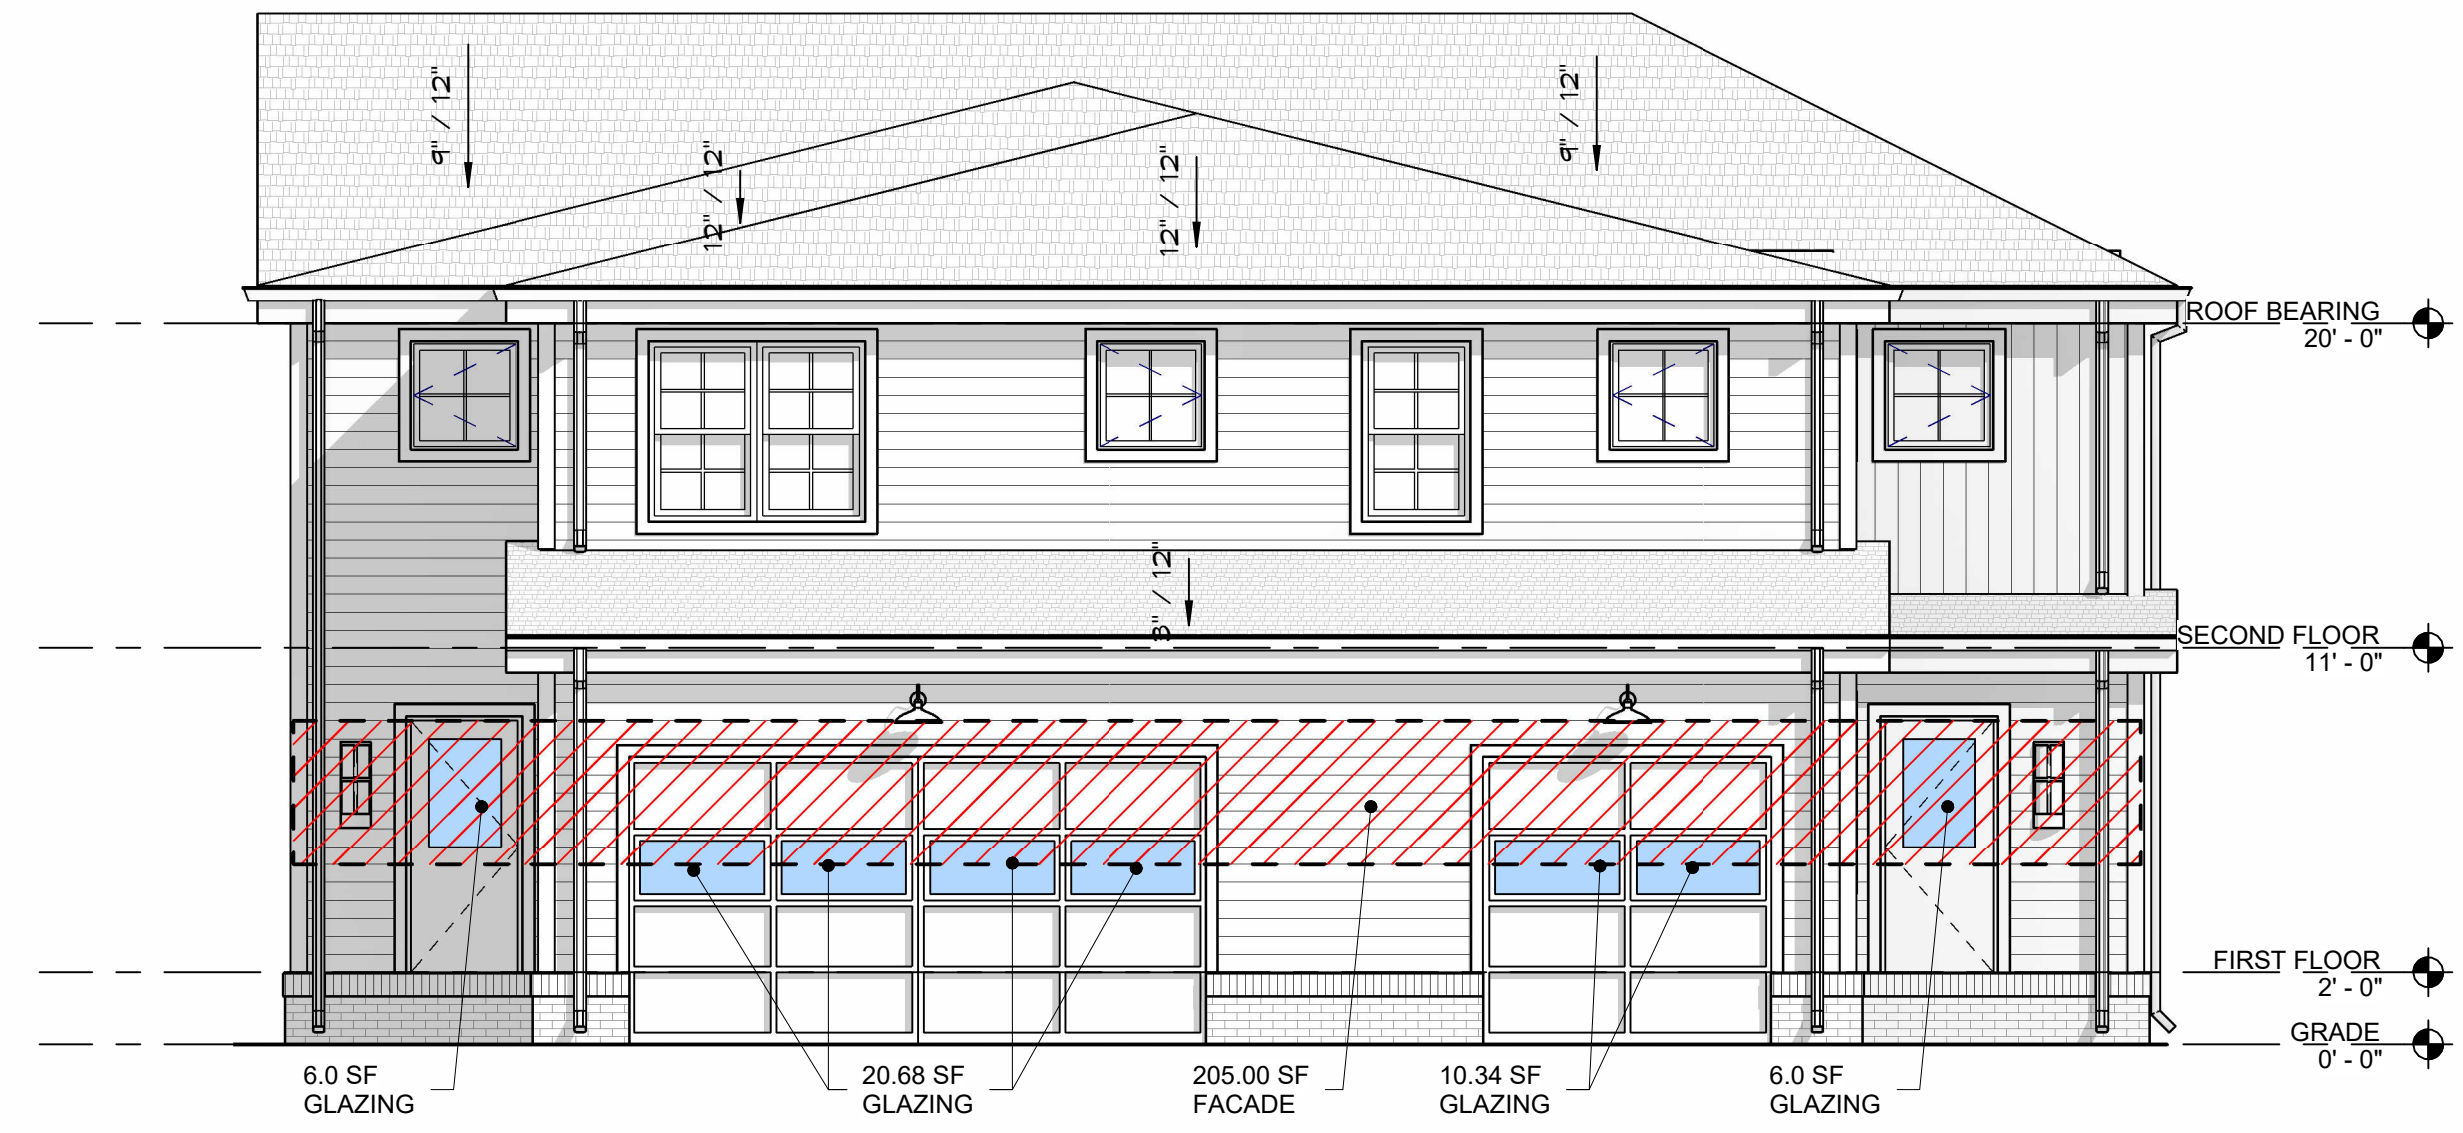 9" / 12"
12" / 12"
12" / 12"
9" / 12"
ROOF BEARING
20' - 0"
3" / 12"
SECOND FLOOR
11' - 0"
FIRST FLOOR
2' - 0"
GRADE
0' - 0"
6.0 SF
GLAZING
20.68 SF
GLAZING
205.00 SF
FACADE
10.34 SF
GLAZING
6.0 SF
GLAZING